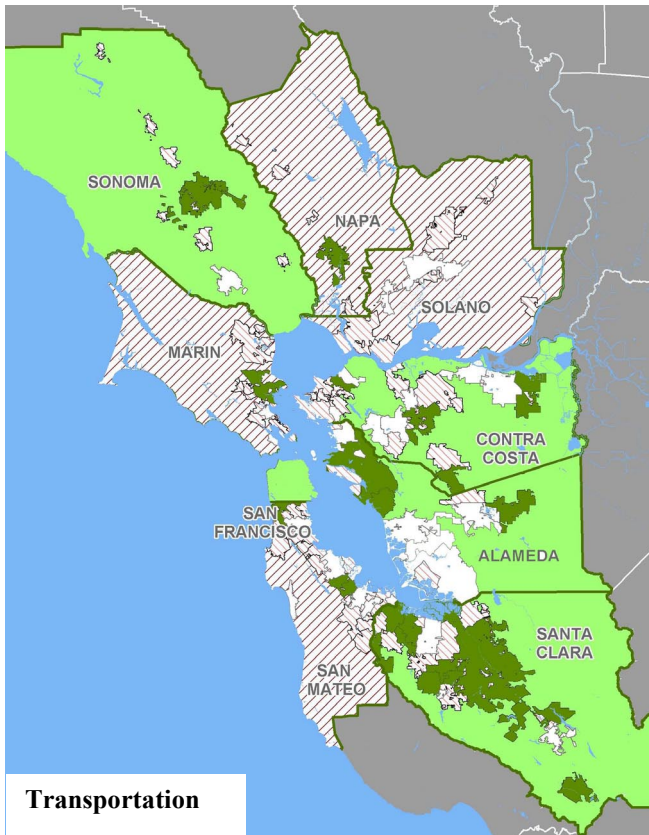 SONOMA
NAPA
SOLANO
MARIN
CONTRA
COSTA
SAN
FRANCISCO
ALAMEDA
SANTA
CLARA
SAN
MATEO
Transportation